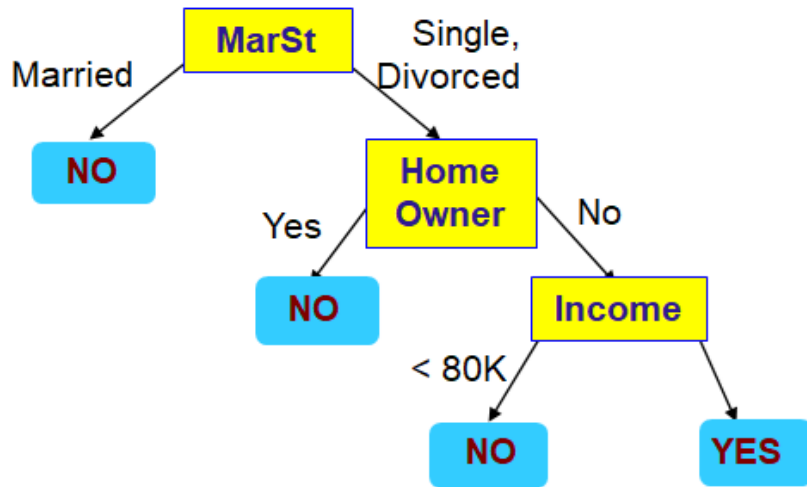 MarSt
Single,
Married
Divorced
NO
Home
Owner
Yes
No
NO
Income
< 80K
NO
YES